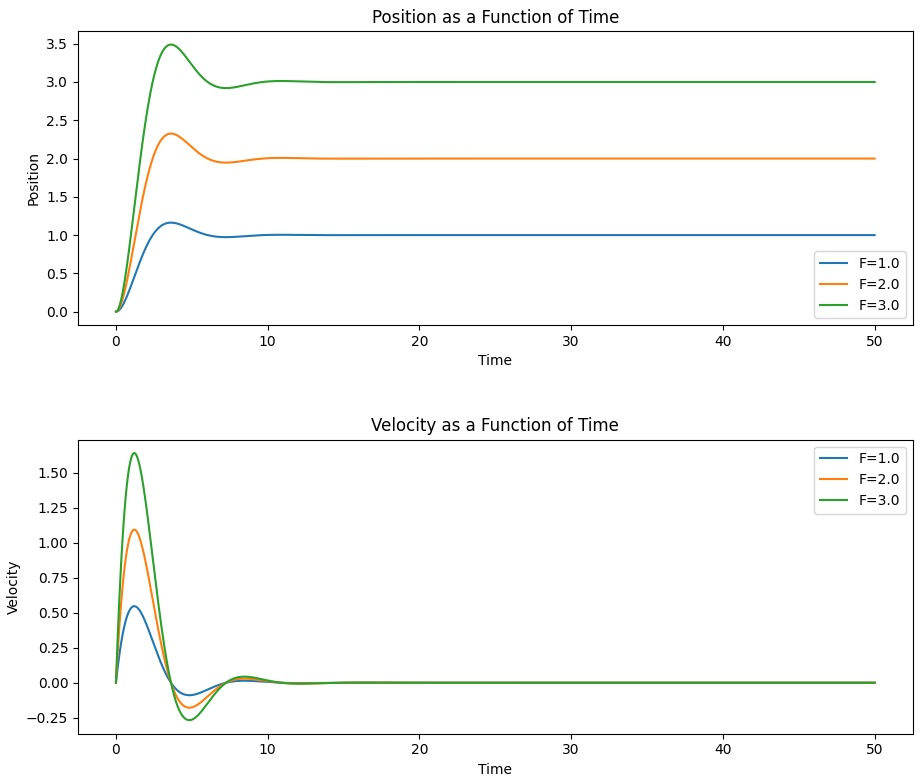 Position as a Function of Time
3.5
3.0
2.5
2.0
1.5
1.0
0.5
0.0
Position
F=1.0
F=2.0
F=3.0
0 10 20 30 40 50
Time
Velocity as a Function of Time
1.50
1.25
1.00
0.75
0.50
0.25
0.00
−0.25
Velocity
F=1.0
F=2.0
F=3.0
0 10 20 30 40 50
Time